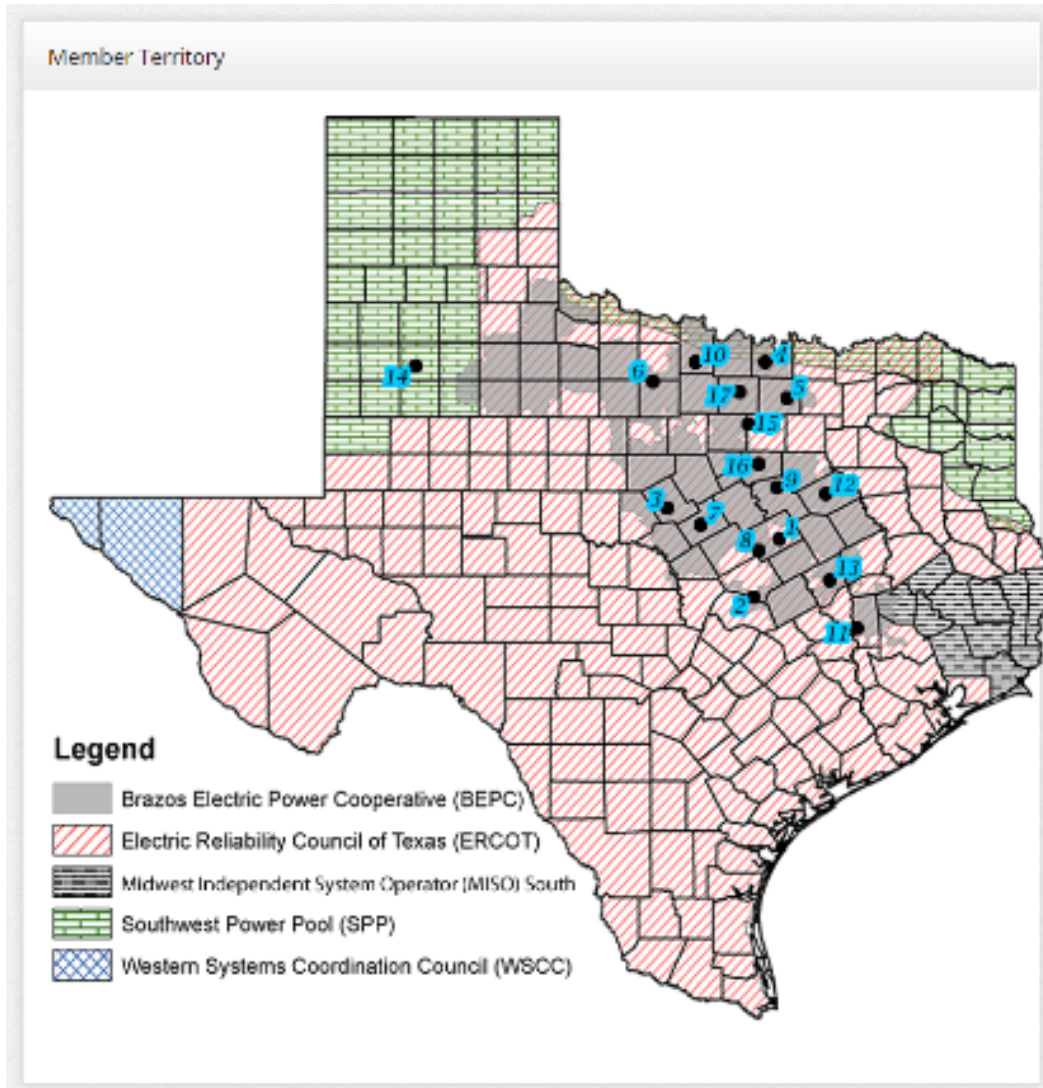 Member Territory
10
4
14
6
17
5
15
16
9
12
3
7
1
8
13
2
11
Legend
Brazos Electric Power Cooperative (BEPC)
Electric Reliability Council of Texas (ERCOT)
Midwest Independent System Operator (MISO) South
Southwest Power Pool (SPP)
Western Systems Coordination Council (WSCC)